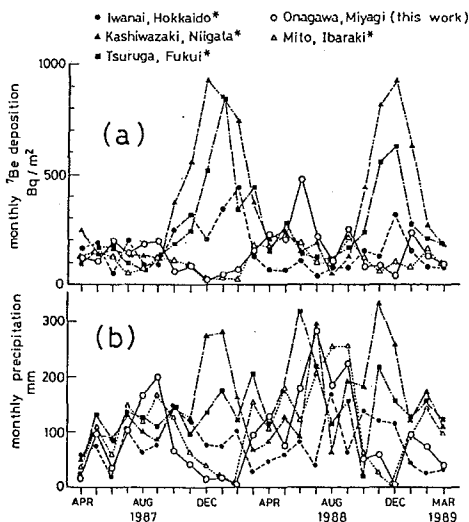 Iwanai, Hokkaido*
Kashiwazaki, Niigata*
Tsuruga, Fukui*
Onagawa, Miyagi (this work)
Mito, Ibaraki*
1000
500
0
monthly ⁷Be deposition
Bq / m²
(a)
300
200
100
0
monthly precipitation
mm
(b)
APR AUG DEC APR AUG DEC MAR
1987 1988 1989